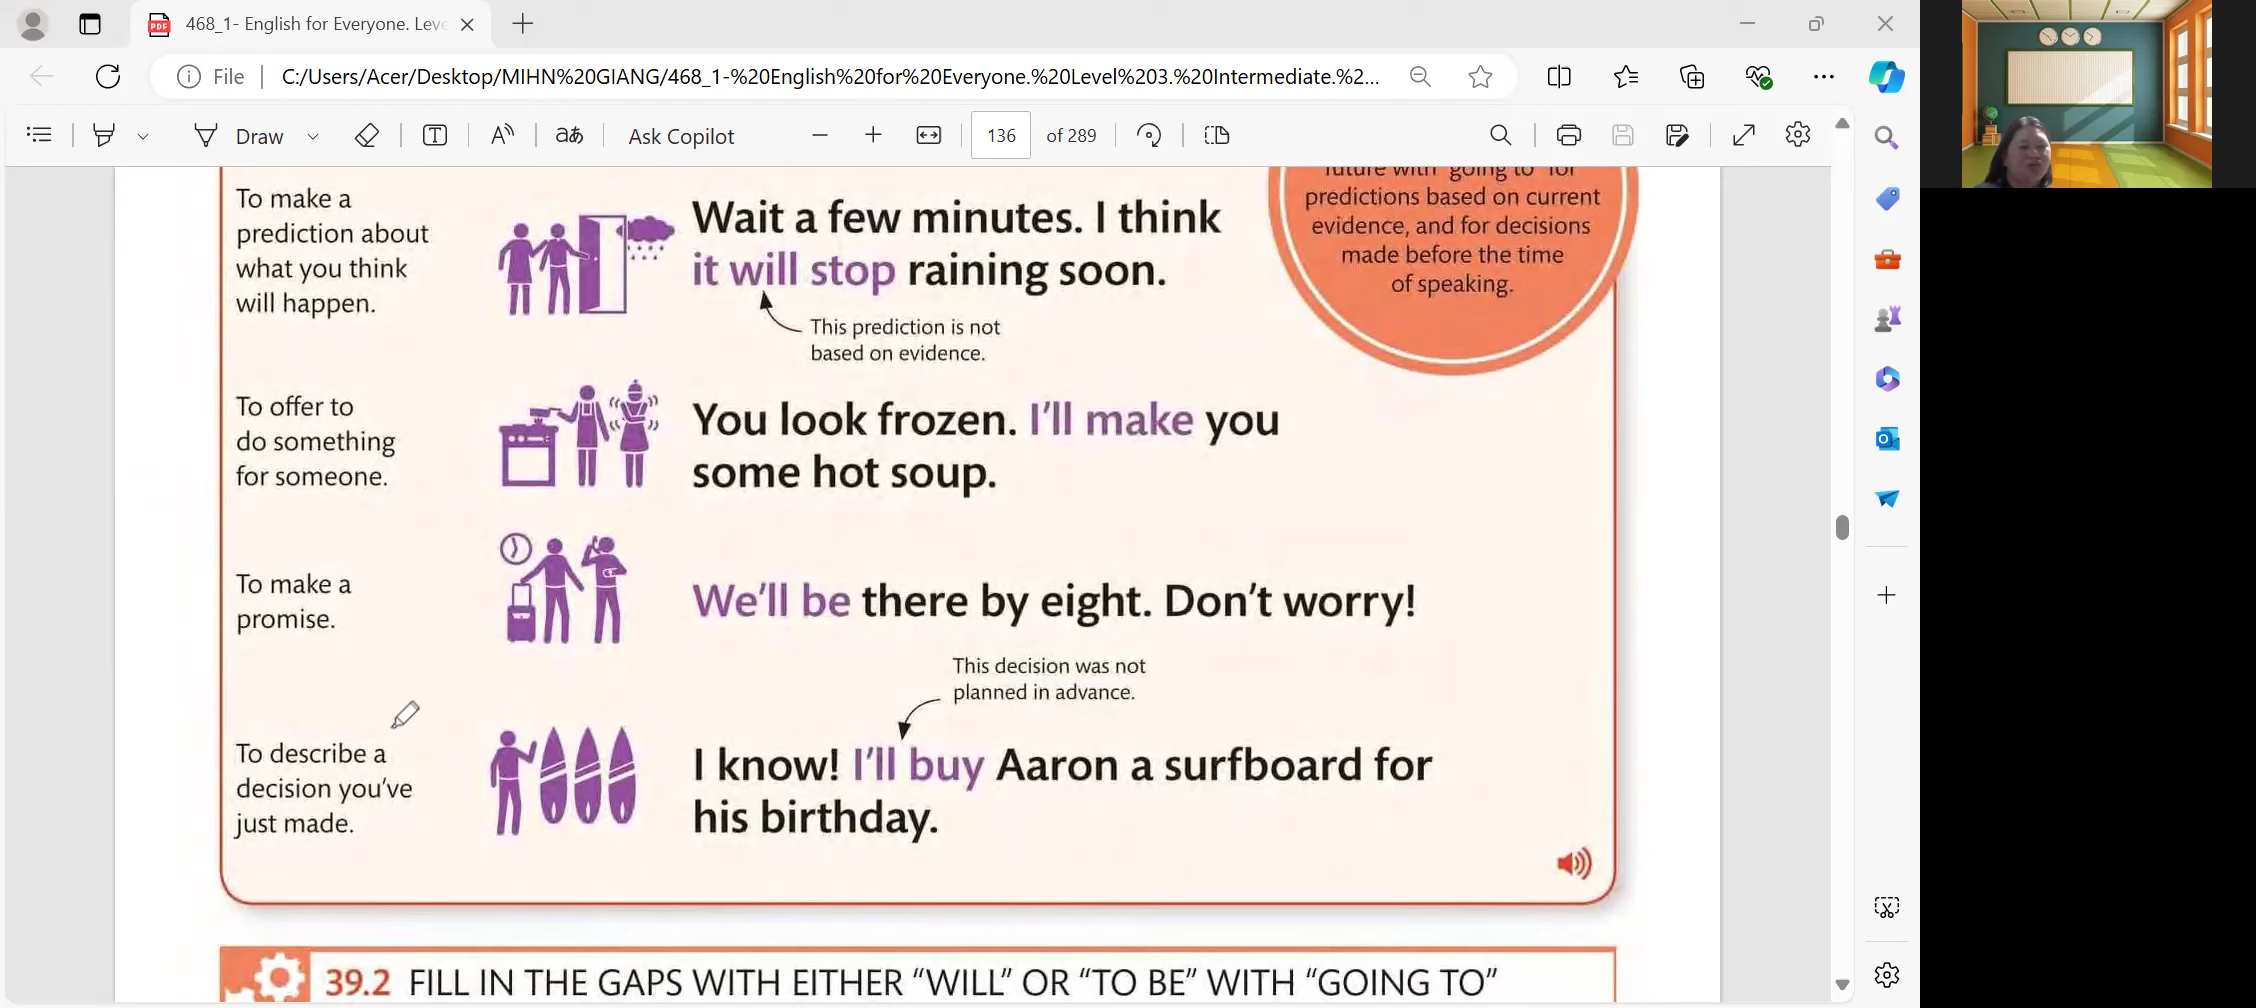 468_1- English for Everyone. Leve
File
C:/Users/Acer/Desktop/MIHN%20GIANG/468_1-%20English%20for%20Everyone.%20Level%203.%20Intermediate.%2...
Draw
Ask Copilot
136
of 289
future with "going to" for
predictions based on current
evidence, and for decisions
made before the time
of speaking.
To make a
prediction about
what you think
will happen.
Wait a few minutes. I think
it will stop raining soon.
This prediction is not
based on evidence.
To offer to
do something
for someone.
You look frozen. I'll make you
some hot soup.
To make a
promise.
We'll be there by eight. Don't worry!
This decision was not
planned in advance.
To describe a
decision you've
just made.
I know! I'll buy Aaron a surfboard for
his birthday.
39.2 FILL IN THE GAPS WITH EITHER “WILL” OR “TO BE” WITH “GOING TO”